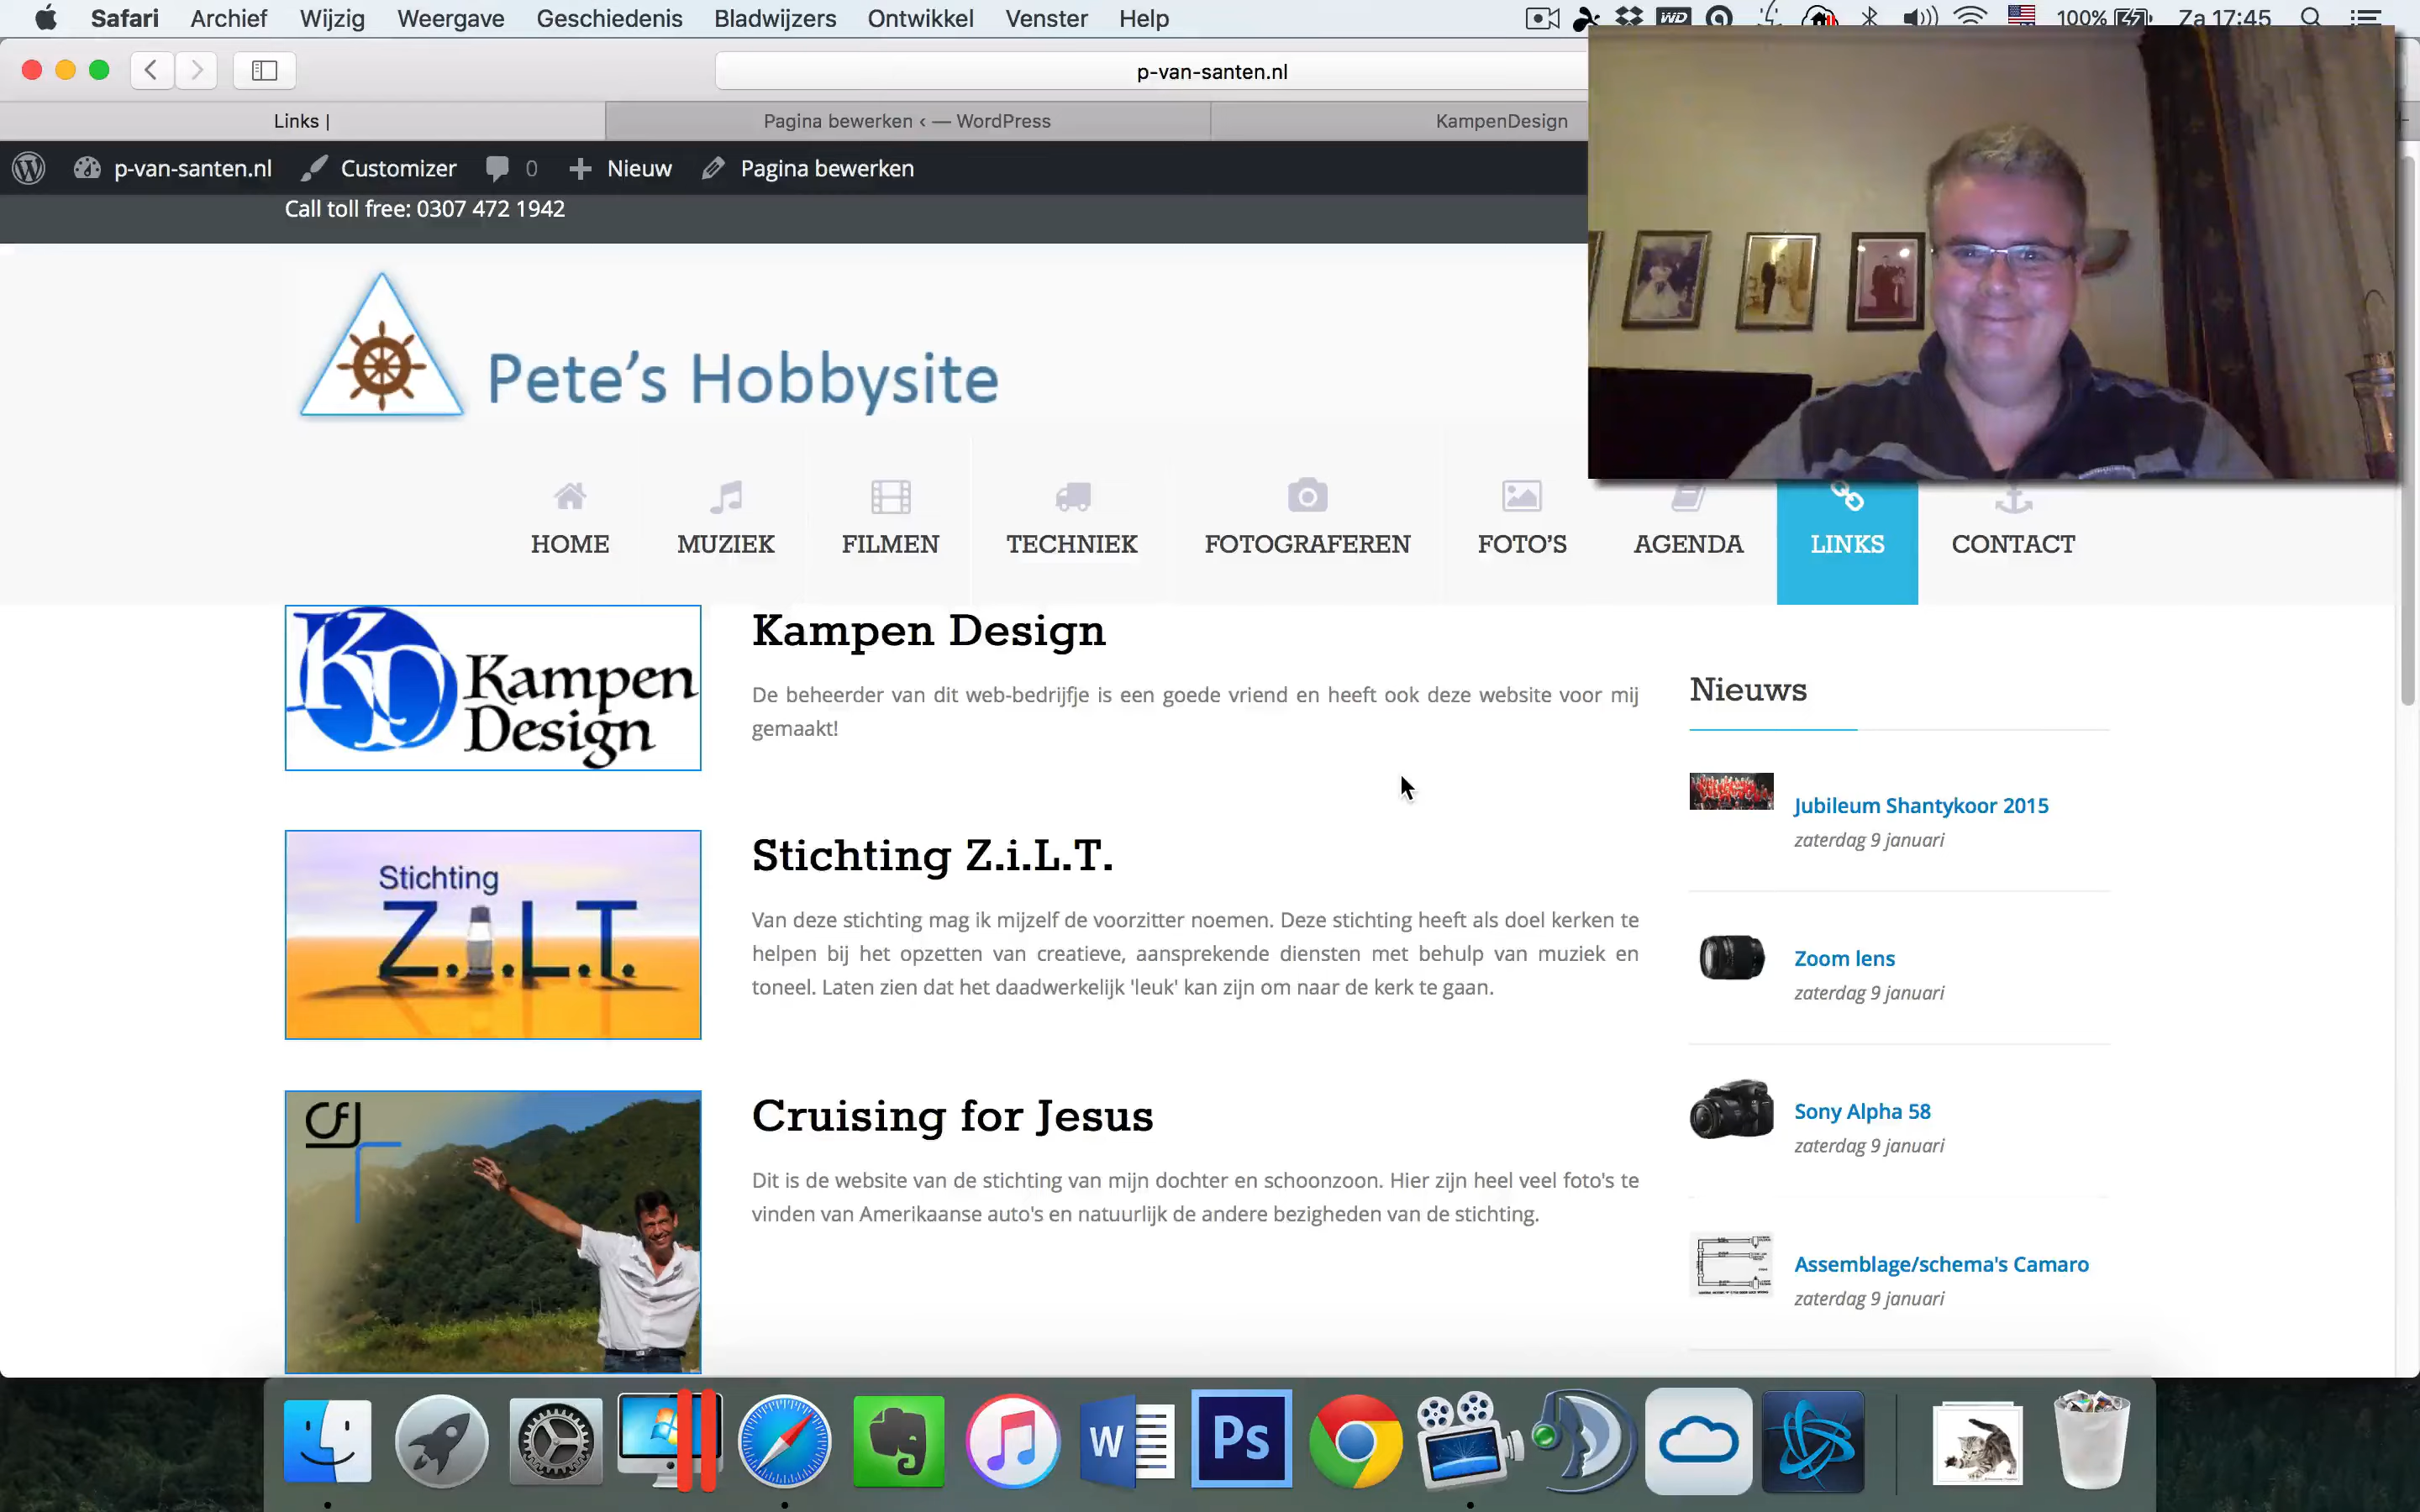 Safari Archief Wijzig Weergave Geschiedenis Bladwijzers Ontwikkel Venster Help WD 100% Za 17:45
p-van-santen.nl
Links | Pagina bewerken ‹ — WordPress KampenDesign
p-van-santen.nl Customizer 0 Nieuw Pagina bewerken
Call toll free: 0307 472 1942
Pete's Hobbysite
HOME MUZIEK FILMEN TECHNIEK FOTOGRAFEREN FOTO'S AGENDA LINKS CONTACT
KD Kampen
Design
Kampen Design
De beheerder van dit web-bedrijfje is een goede vriend en heeft ook deze website voor mij
gemaakt!
Stichting
Z.i.L.T.
Stichting Z.i.L.T.
Van deze stichting mag ik mijzelf de voorzitter noemen. Deze stichting heeft als doel kerken te
helpen bij het opzetten van creatieve, aansprekende diensten met behulp van muziek en
toneel. Laten zien dat het daadwerkelijk 'leuk' kan zijn om naar de kerk te gaan.
CfJ
Cruising for Jesus
Dit is de website van de stichting van mijn dochter en schoonzoon. Hier zijn heel veel foto's te
vinden van Amerikaanse auto's en natuurlijk de andere bezigheden van de stichting.
Nieuws
Jubileum Shantykoor 2015
zaterdag 9 januari
Zoom lens
zaterdag 9 januari
Sony Alpha 58
zaterdag 9 januari
Assemblage/schema's Camaro
zaterdag 9 januari
W Ps